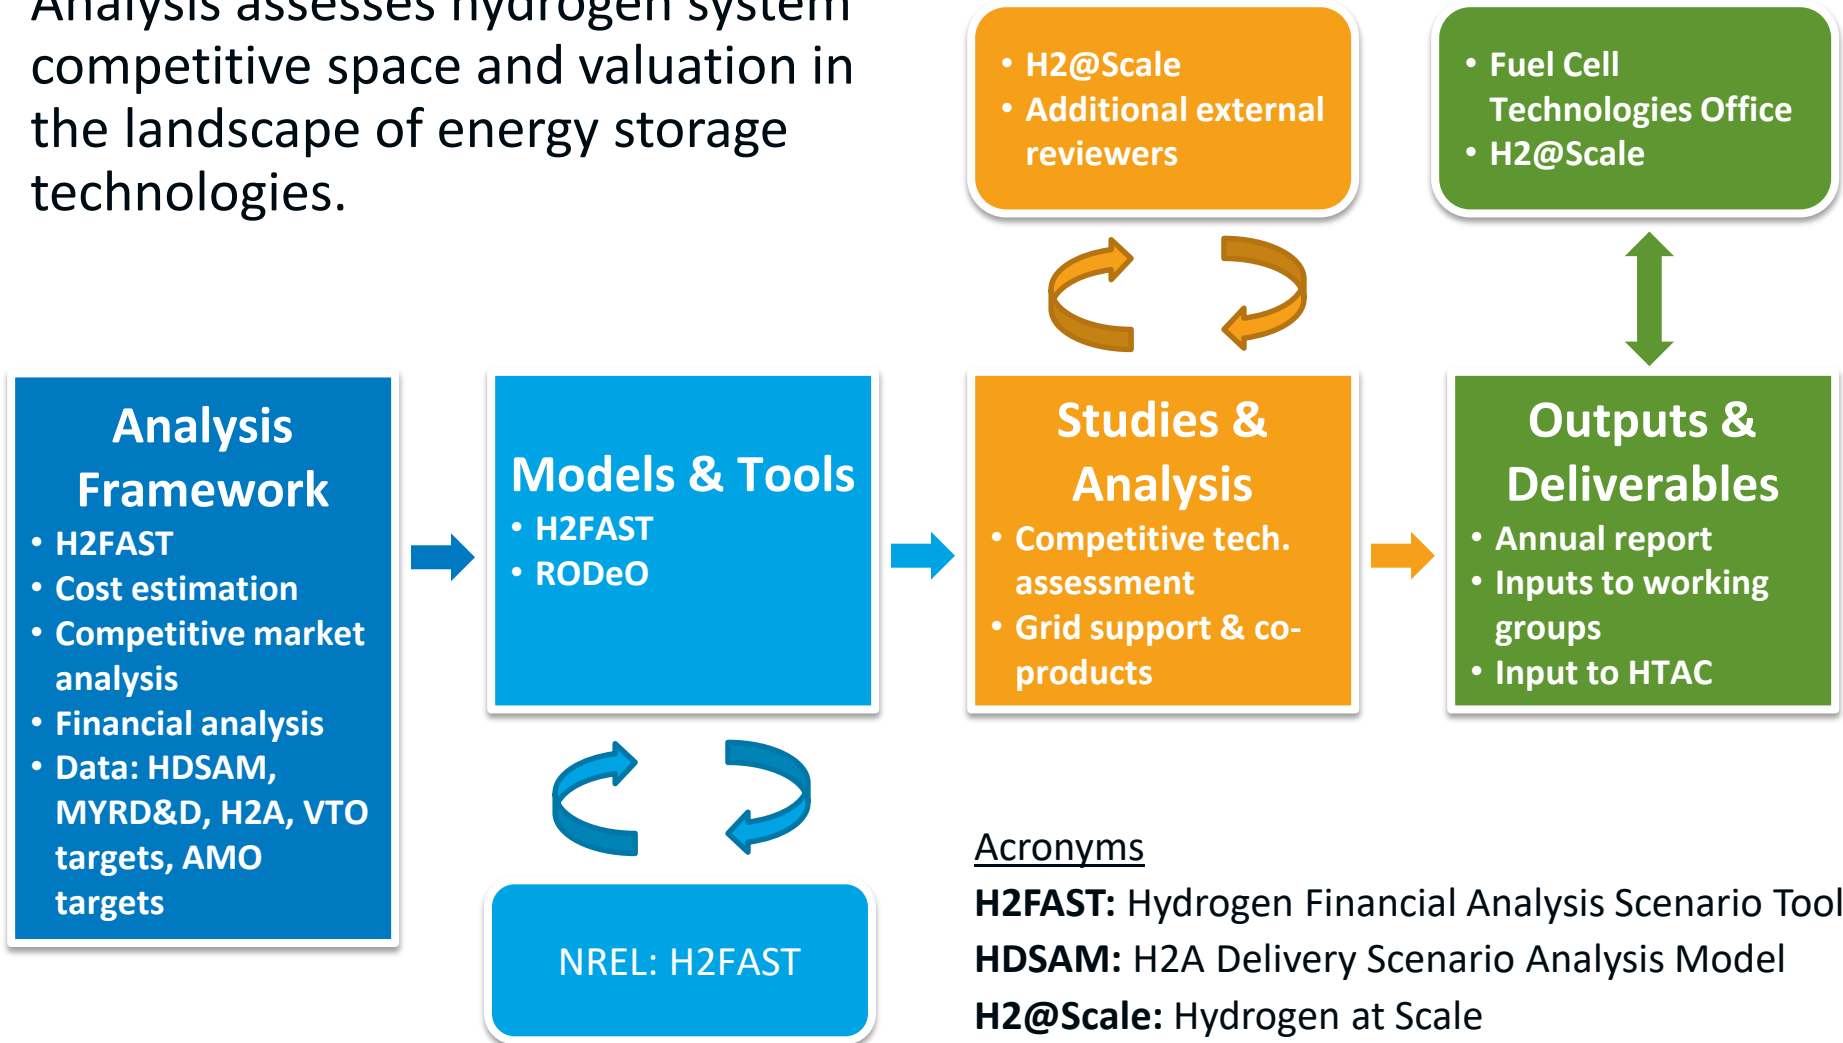 Analysis assesses hydrogen system
competitive space and valuation in
the landscape of energy storage
technologies.
• H2@Scale
• Additional external
reviewers
• Fuel Cell
Technologies Office
• H2@Scale
Analysis
Framework
• H2FAST
• Cost estimation
• Competitive market
analysis
• Financial analysis
• Data: HDSAM,
MYRD&D, H2A, VTO
targets, AMO
targets
Models & Tools
• H2FAST
• RODeO
Studies &
Analysis
• Competitive tech.
assessment
• Grid support & co-
products
Outputs &
Deliverables
• Annual report
• Inputs to working
groups
• Input to HTAC
NREL: H2FAST
Acronyms
H2FAST: Hydrogen Financial Analysis Scenario Tool
HDSAM: H2A Delivery Scenario Analysis Model
H2@Scale: Hydrogen at Scale